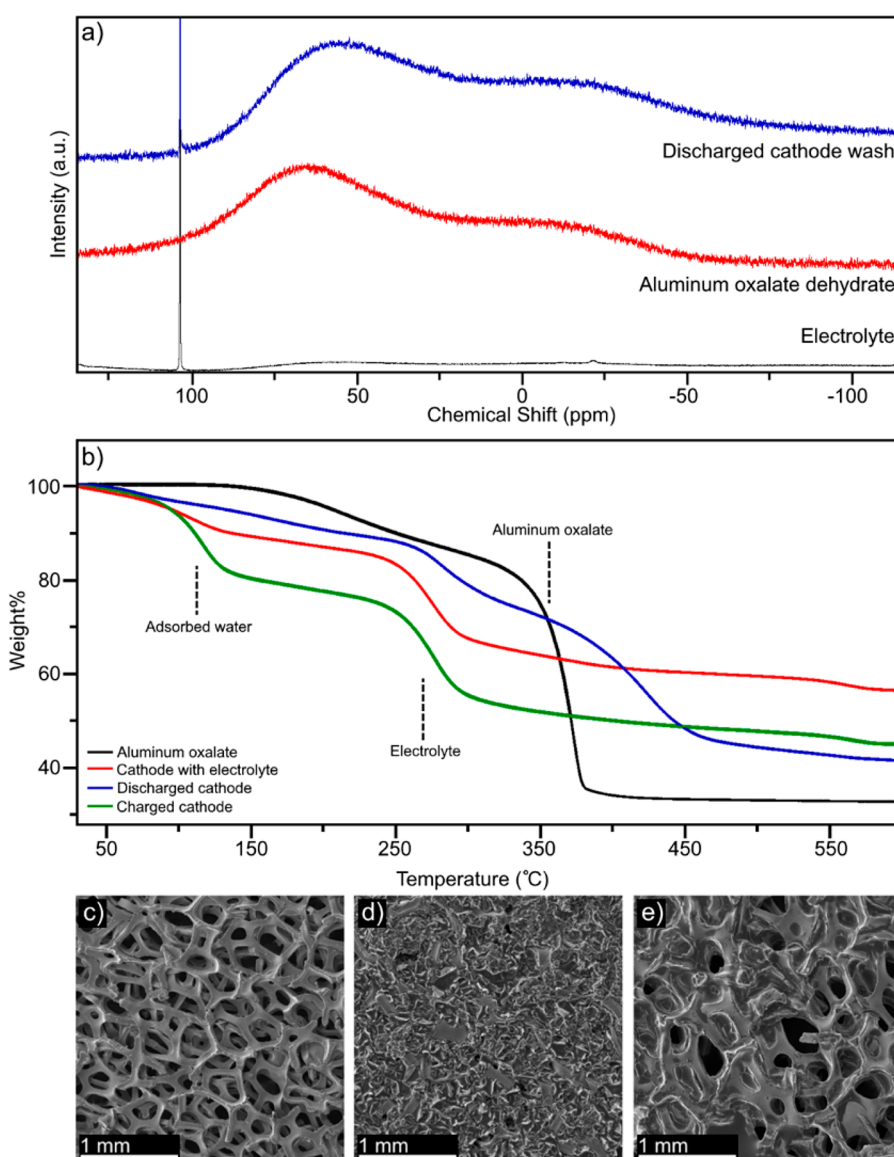 a)
Intensity (a.u.)
Discharged cathode wash
Aluminum oxalate dehydrate
Electrolyte
100 50 0 -50 -100
Chemical Shift (ppm)
b)
Weight%
100
80
60
40
Aluminum oxalate
Adsorbed water
Electrolyte
Aluminum oxalate
Cathode with electrolyte
Discharged cathode
Charged cathode
50 150 250 350 450 550
Temperature (°C)
c) d) e)
1 mm 1 mm 1 mm